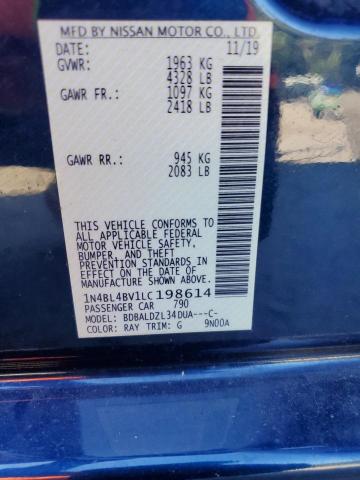 MFD BY NISSAN MOTOR CO., LTD.
DATE: 11/19
GVWR: 1963 KG
4328 LB
GAWR FR.: 1097 KG
2418 LB
GAWR RR: 945 KG
2083 LB
THIS VEHICLE CONFORMS TO
ALL APPLICABLE FEDERAL
MOTOR VEHICLE SAFETY,
BUMPER, AND THEFT
PREVENTION STANDARDS IN
EFFECT ON THE DATE OF
MANUFACTURE SHOWN ABOVE.
1N4BL4BV1LC198614
PASSENGER CAR 790
MODEL: BDBALDZL34DUA---C-
COLOR: RAY TRIM: G 9N00A